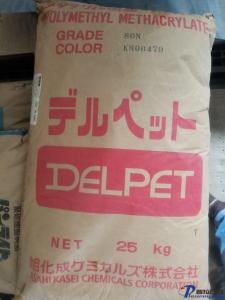 POLYMETHYL METHACRYLATE
GRADE 80N
COLOR KM00470
デルペット
DELPET
NET 25 kg
旭化成ケミカルズ株式会社
ASAHI KASEI CHEMICALS CORPORATION